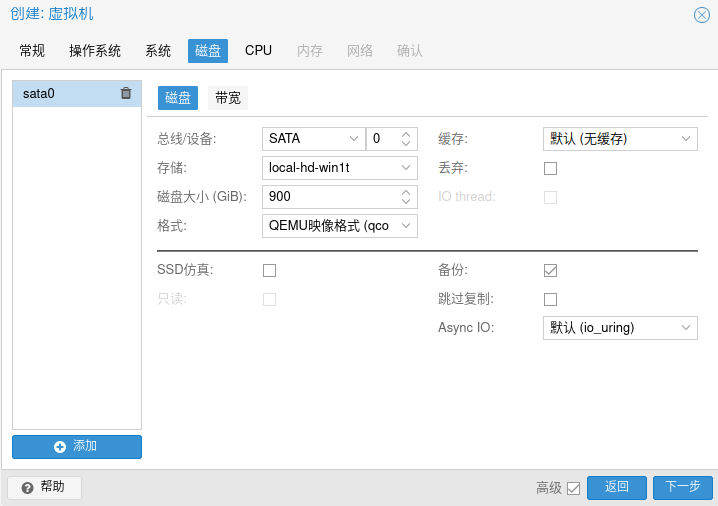 创建: 虚拟机
常规 操作系统 系统 磁盘 CPU 内存 网络 确认
sata0
磁盘 带宽
总线/设备: SATA 0 缓存: 默认 (无缓存)
存储: local-hd-win1t 丢弃:
磁盘大小 (GiB): 900 IO thread:
格式: QEMU映像格式 (qco
SSD仿真: 备份:
只读: 跳过复制:
Async IO: 默认 (io_uring)
添加
帮助 高级 返回 下一步